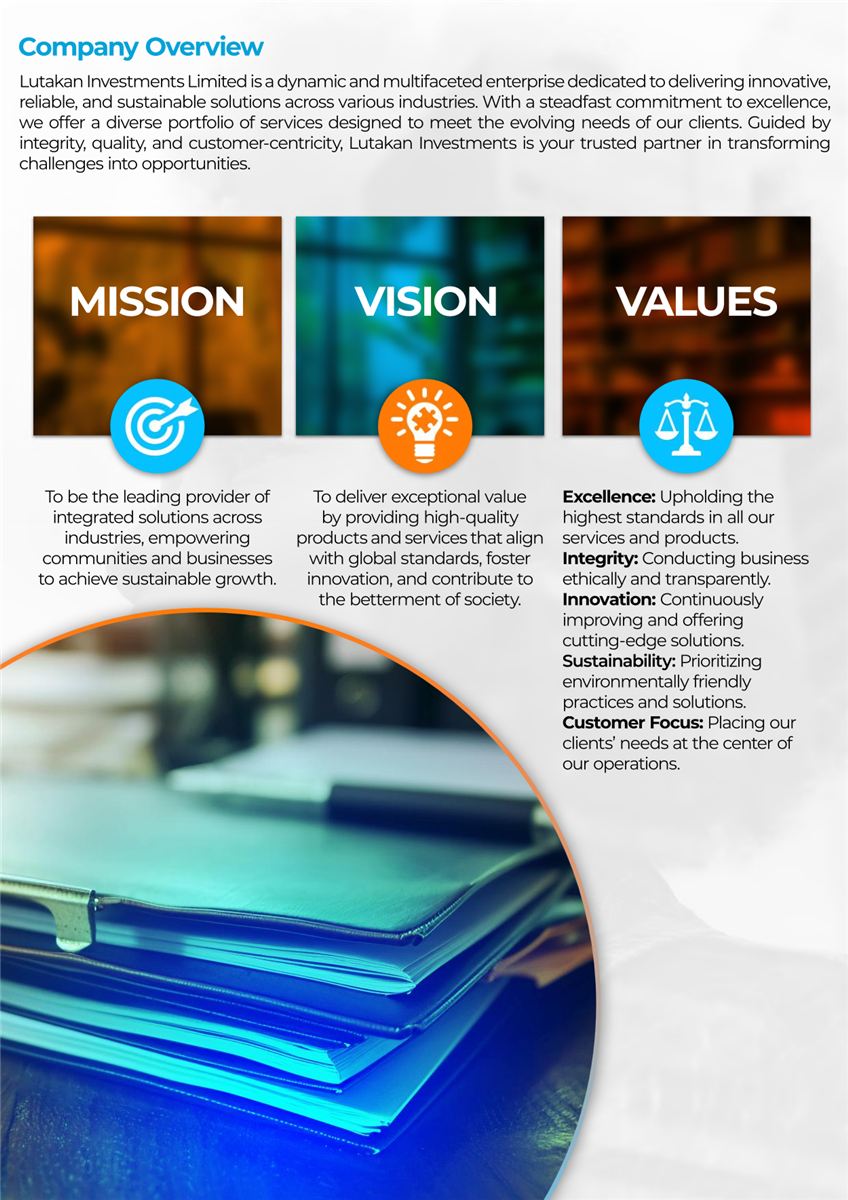 Company Overview
Lutakan Investments Limited is a dynamic and multifaceted enterprise dedicated to delivering innovative,
reliable, and sustainable solutions across various industries. With a steadfast commitment to excellence,
we offer a diverse portfolio of services designed to meet the evolving needs of our clients. Guided by
integrity, quality, and customer-centricity, Lutakan Investments is your trusted partner in transforming
challenges into opportunities.
MISSION
To be the leading provider of
integrated solutions across
industries, empowering
communities and businesses
to achieve sustainable growth.
VISION
To deliver exceptional value
by providing high-quality
products and services that align
with global standards, foster
innovation, and contribute to
the betterment of society.
VALUES
Excellence: Upholding the
highest standards in all our
services and products.
Integrity: Conducting business
ethically and transparently.
Innovation: Continuously
improving and offering
cutting-edge solutions.
Sustainability: Prioritizing
environmentally friendly
practices and solutions.
Customer Focus: Placing our
clients’ needs at the center of
our operations.